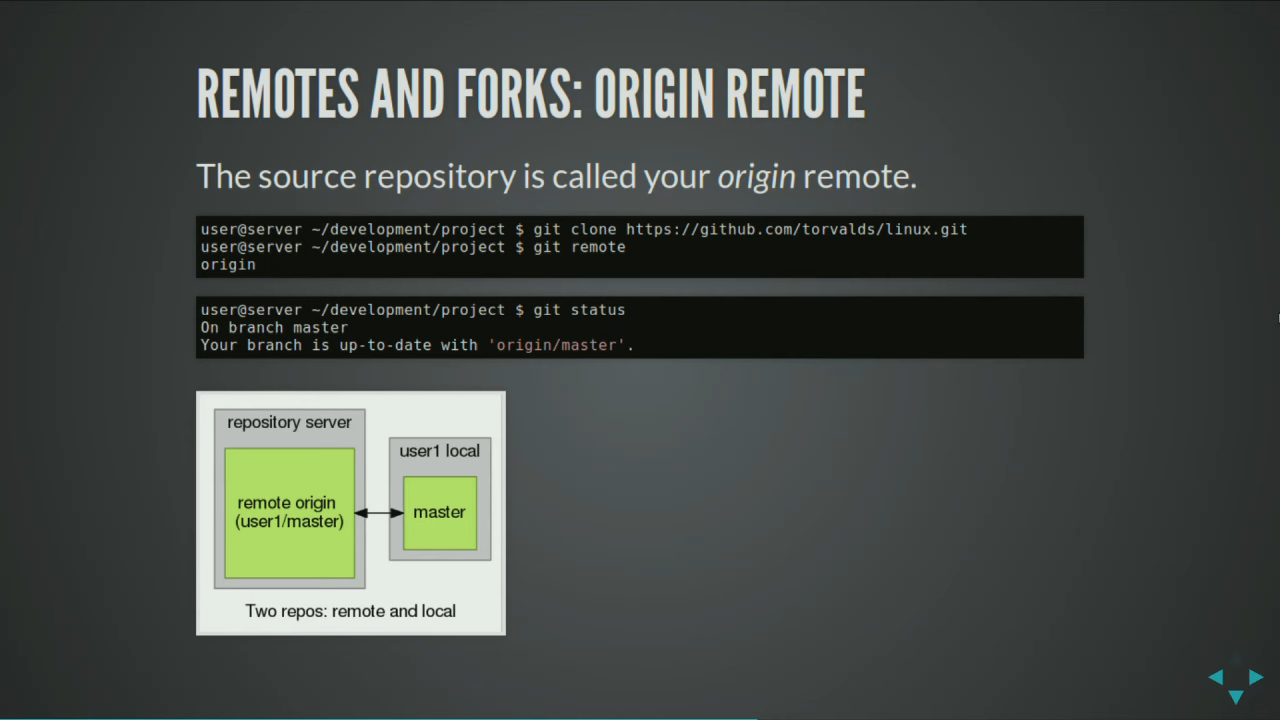 REMOTES AND FORKS: ORIGIN REMOTE
The source repository is called your origin remote.
user@server ~/development/project $ git clone https://github.com/torvalds/linux.git
user@server ~/development/project $ git remote
origin
user@server ~/development/project $ git status
On branch master
Your branch is up-to-date with 'origin/master'.
repository server
user1 local
remote origin
(user1/master)
master
Two repos: remote and local